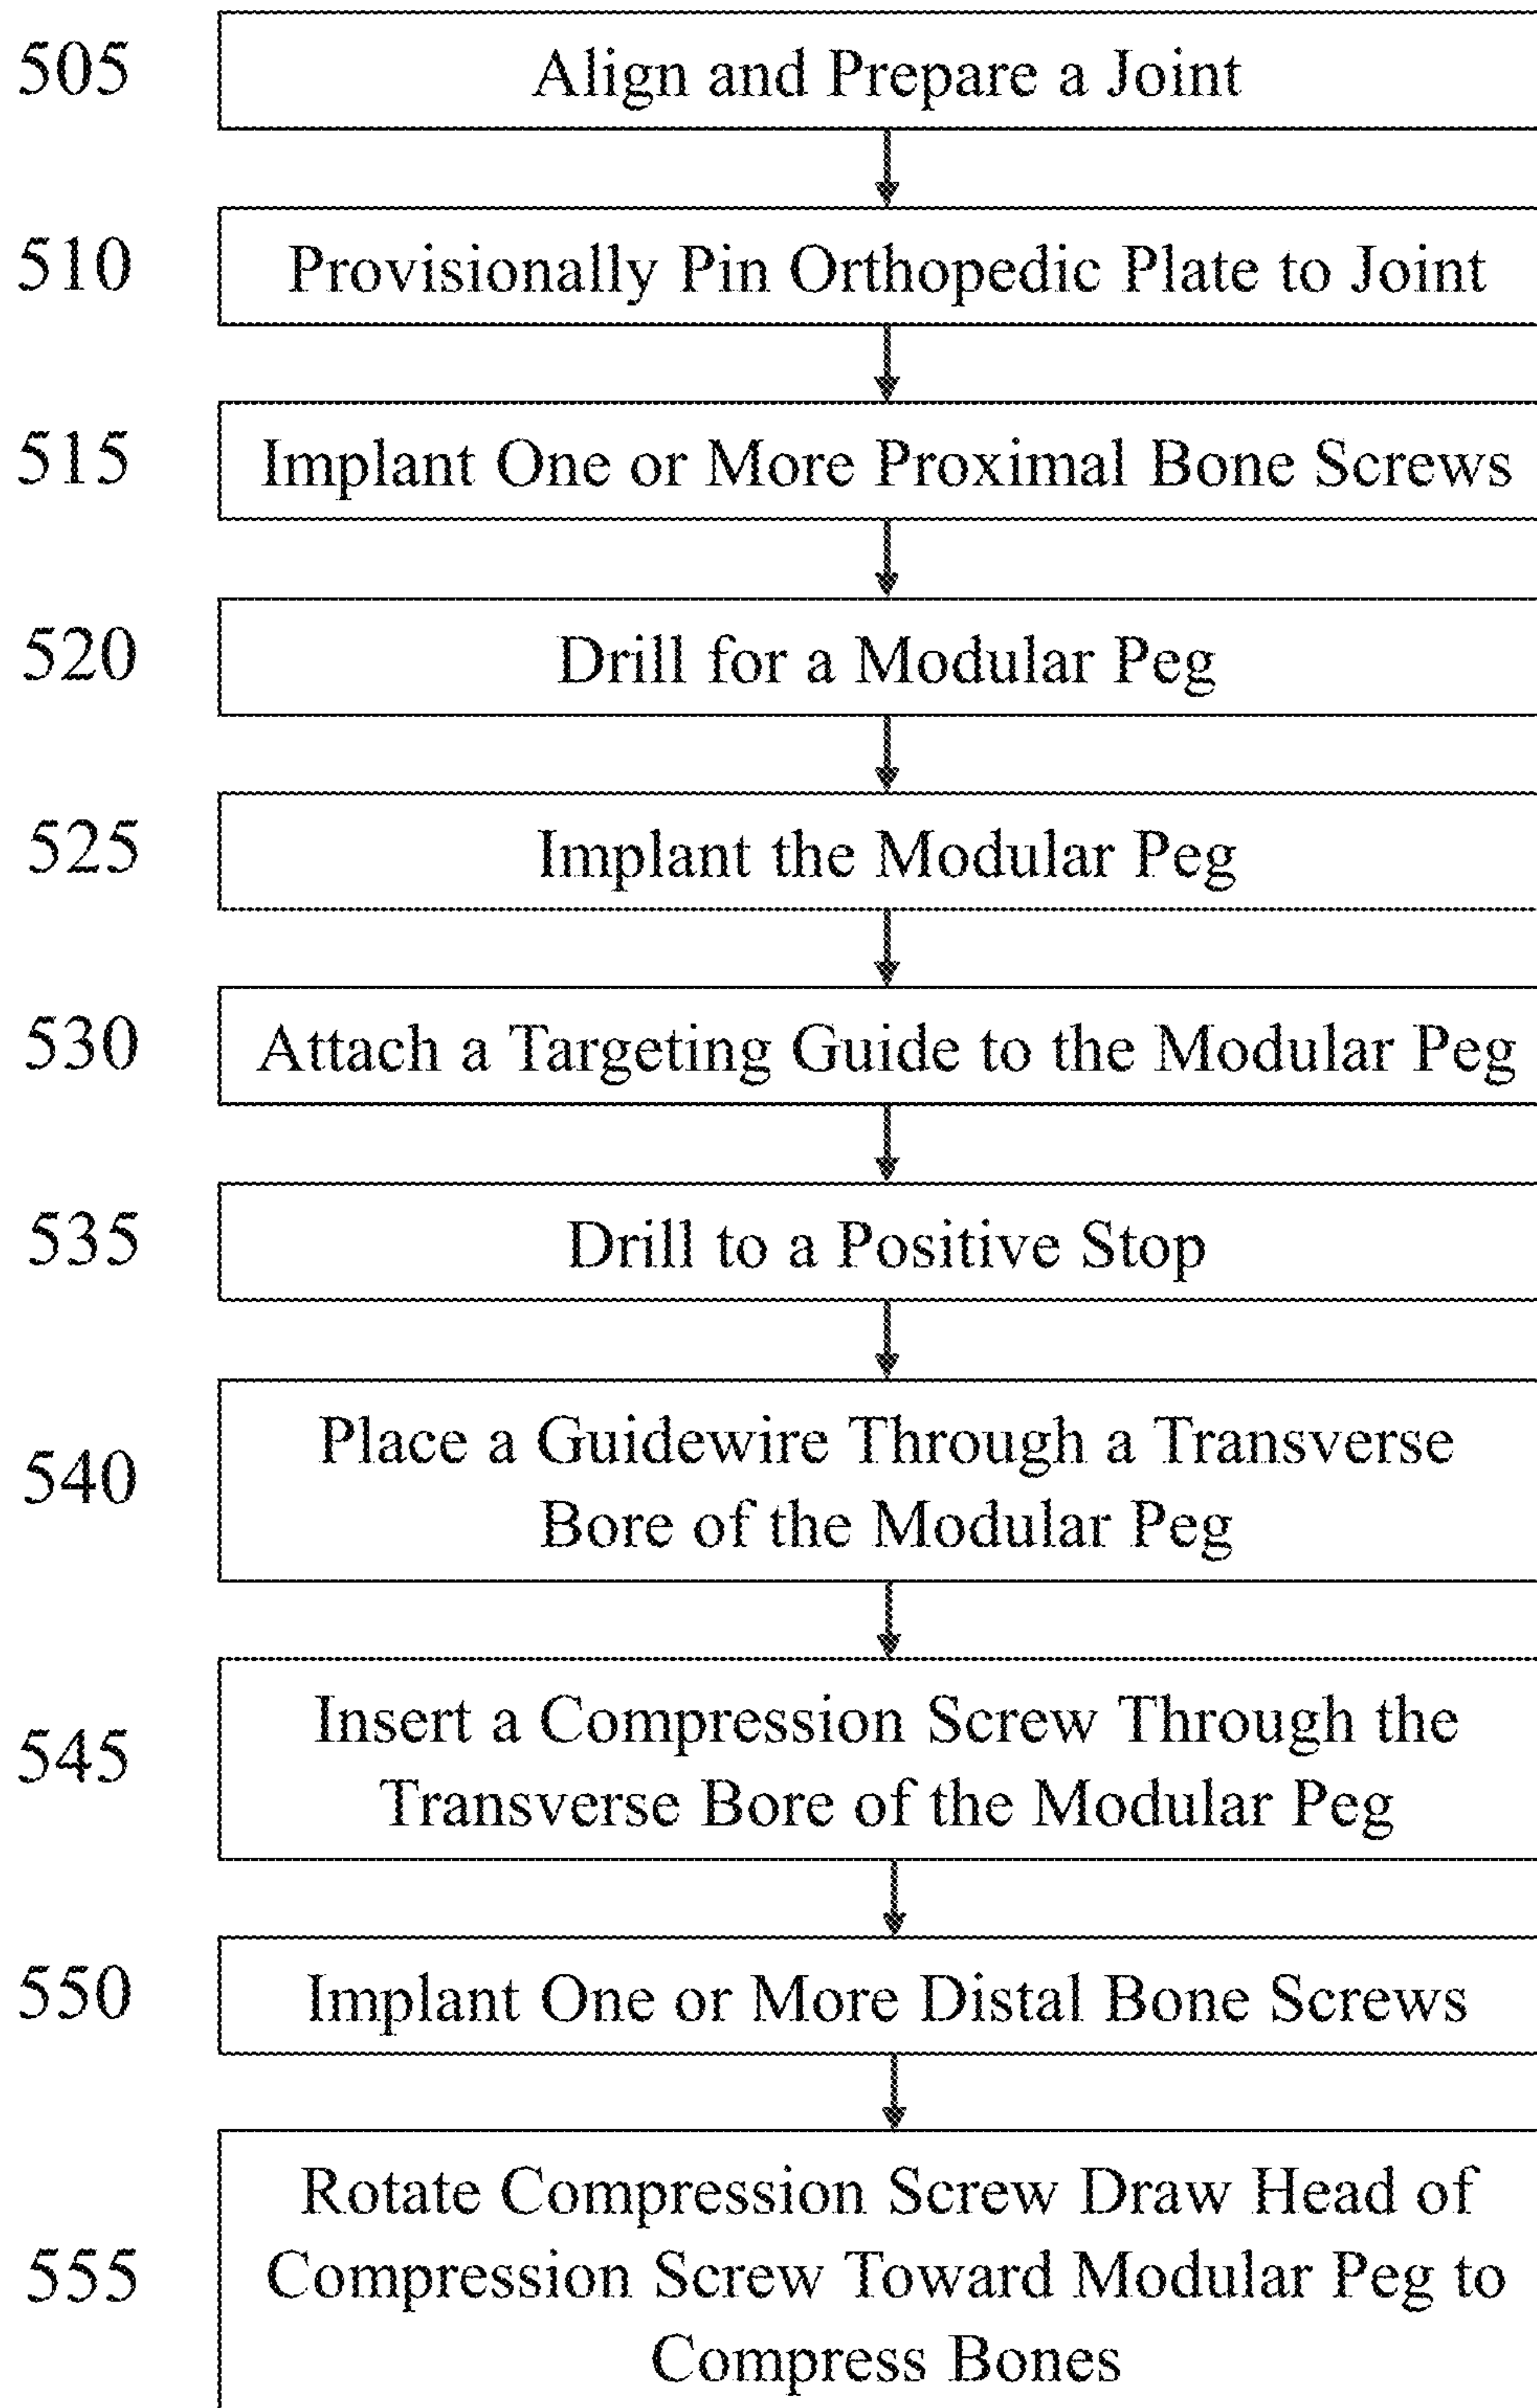 505 Align and Prepare a Joint
510 Provisionally Pin Orthopedic Plate to Joint
515 Implant One or More Proximal Bone Screws
520 Drill for a Modular Peg
525 Implant the Modular Peg
530 Attach a Targeting Guide to the Modular Peg
535 Drill to a Positive Stop
Place a Guidewire Through a Transverse
540
Bore of the Modular Peg
Insert a Compression Screw Through the
545
Transverse Bore of the Modular Peg
550 Implant One or More Distal Bone Screws
Rotate Compression Screw Draw Head of
555 Compression Screw Toward Modular Peg to
Compress Bones